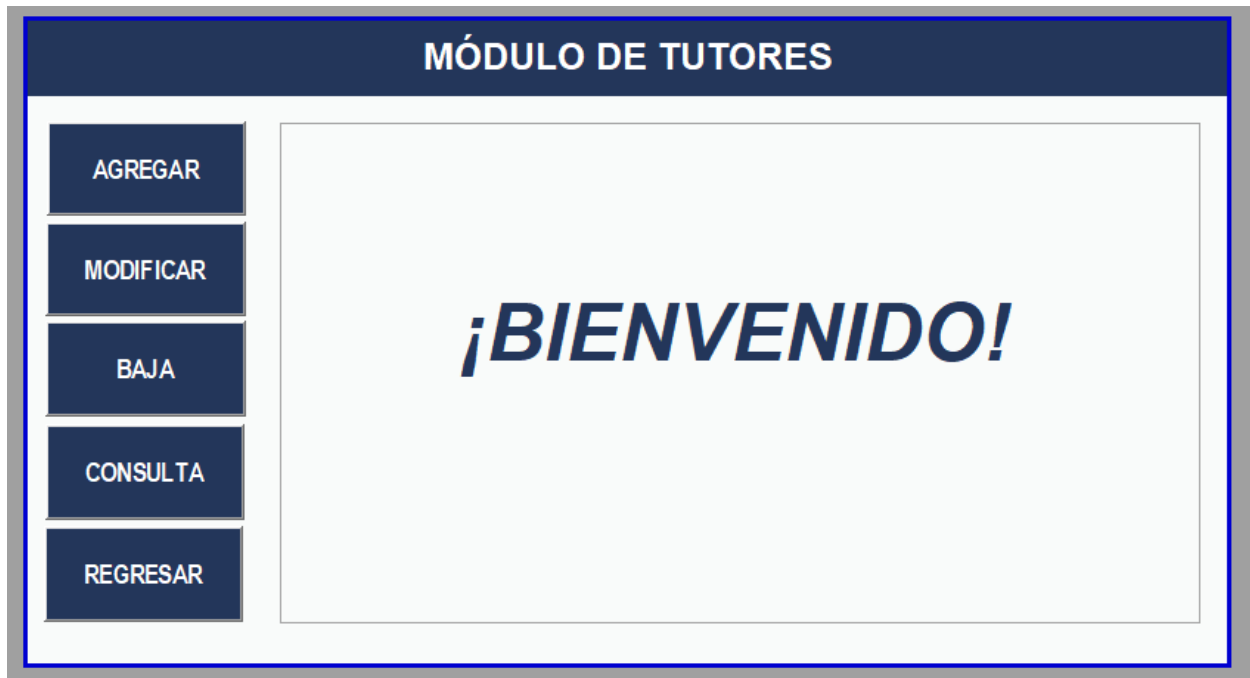 MÓDULO DE TUTORES
AGREGAR
MODIFICAR
BAJA
CONSULTA
REGRESAR
¡BIENVENIDO!